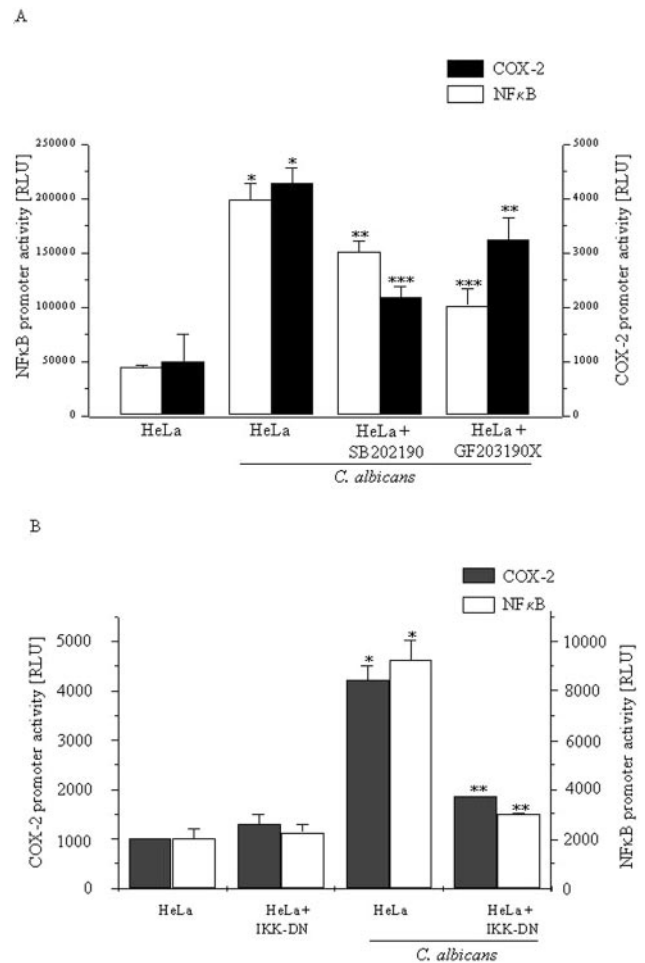 A
COX-2
NFκB
250000
200000
150000
100000
50000
0
NFκB promoter activity [RLU]
5000
4000
3000
2000
1000
0
COX-2 promoter activity [RLU]
* *
** ***
*** **
HeLa HeLa HeLa+ HeLa+
SB202190 GF203190X
C. albicans
B
COX-2
NFκB
5000
4000
3000
2000
1000
0
COX-2 promoter activity [RLU]
10000
8000
6000
4000
2000
0
NFκB promoter activity [RLU]
* *
** **
HeLa HeLa+ HeLa HeLa+
IKK-DN IKK-DN
C. albicans